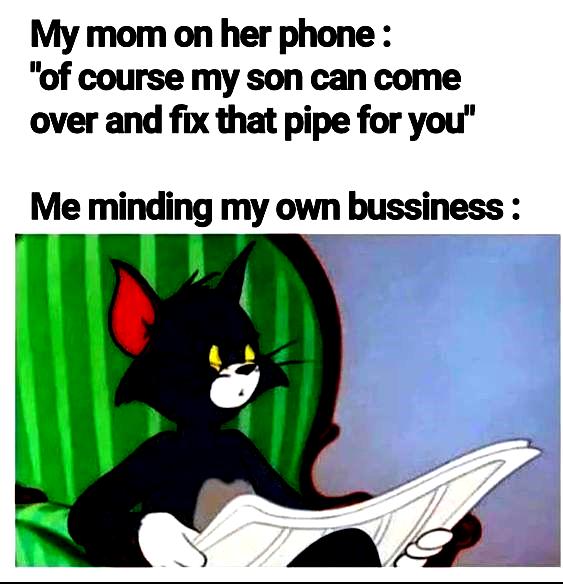 My mom on her phone :
"of course my son can come
over and fix that pipe for you"
Me minding my own bussiness :